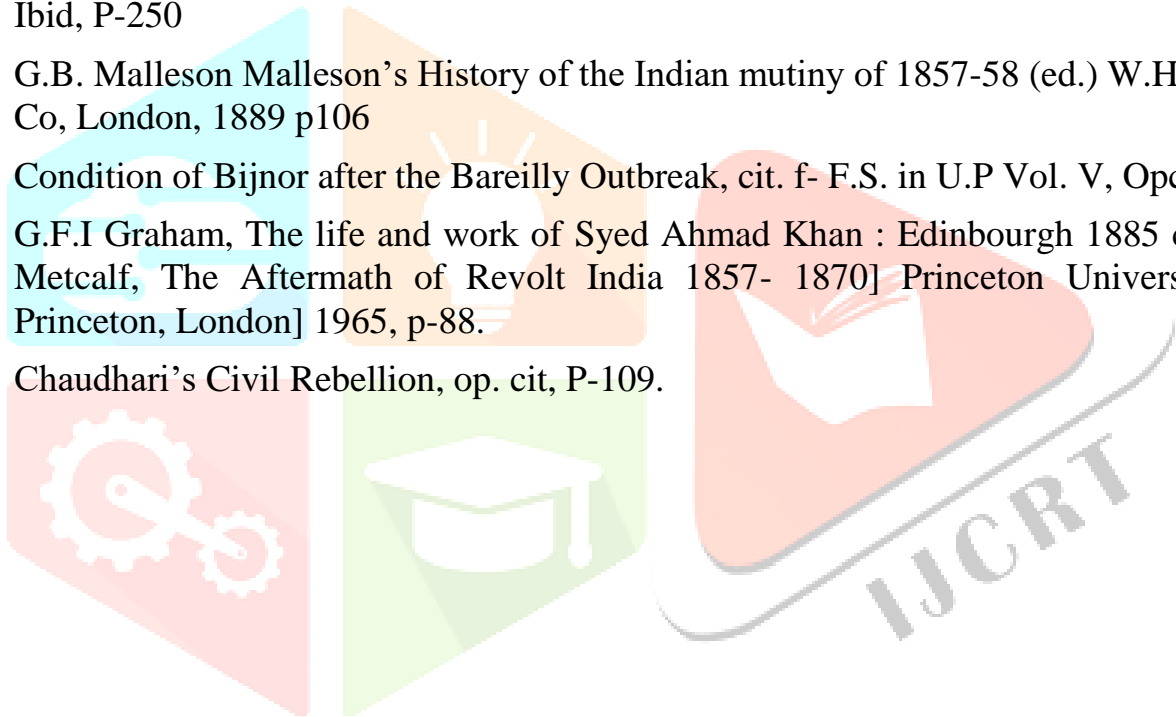 Ibid, P-250
G.B. Malleson Malleson’s History of the Indian mutiny of 1857-58 (ed.) W.H
Co, London, 1889 p106
Condition of Bijnor after the Bareilly Outbreak, cit. f- F.S. in U.P Vol. V, Opc
G.F.I Graham, The life and work of Syed Ahmad Khan : Edinbourgh 1885
Metcalf, The Aftermath of Revolt India 1857- 1870] Princeton Univers
Princeton, London] 1965, p-88.
Chaudhari’s Civil Rebellion, op. cit, P-109.
IJCRT